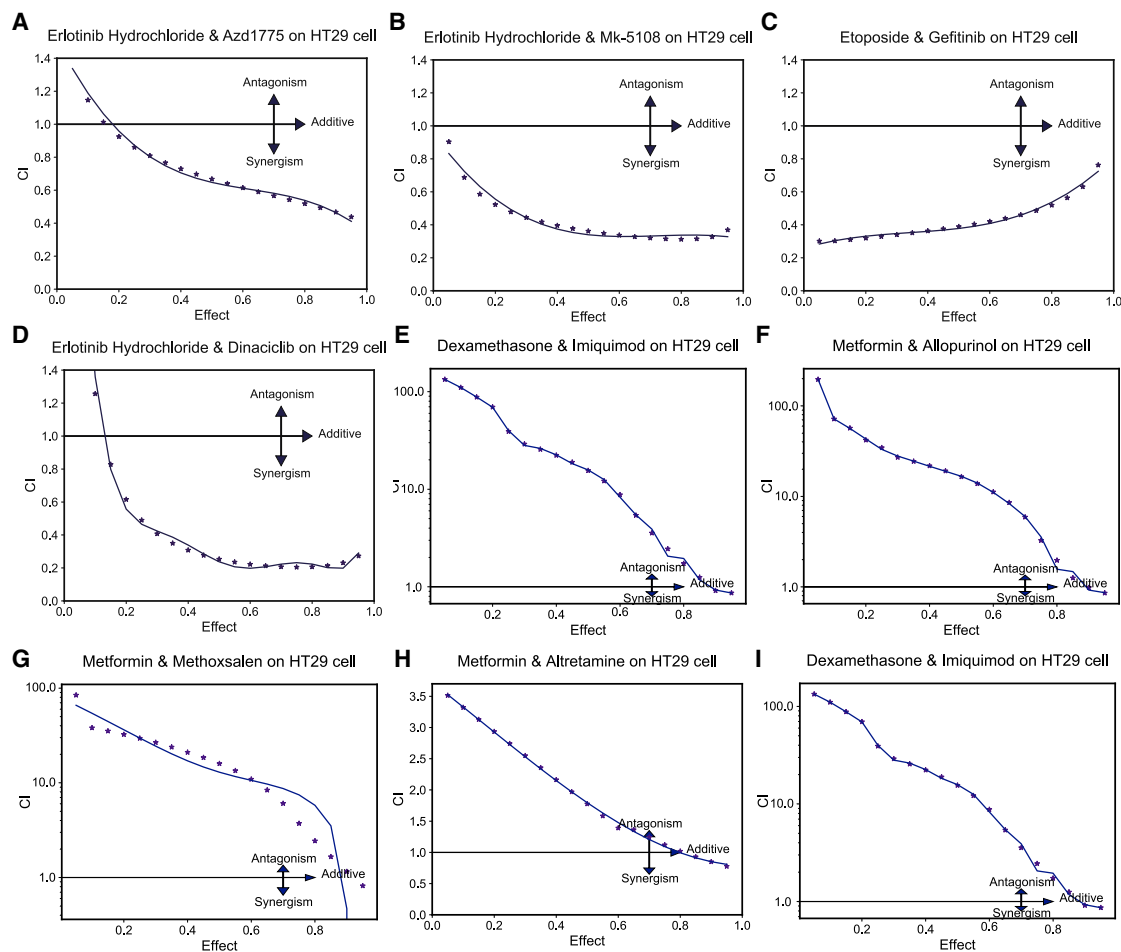 A
Erlotinib Hydrochloride & Azd1775 on HT29 cell
1.4
1.2
1.0
0.8
0.6
0.4
0.2
0.0
CI
Antagonism
Additive
Synergism
0.0 0.2 0.4 0.6 0.8 1.0
Effect
B
Erlotinib Hydrochloride & Mk-5108 on HT29 cell
1.4
1.2
1.0
0.8
0.6
0.4
0.2
0.0
CI
Antagonism
Additive
Synergism
0.0 0.2 0.4 0.6 0.8 1.0
Effect
C
Etoposide & Gefitinib on HT29 cell
1.4
1.2
1.0
0.8
0.6
0.4
0.2
0.0
CI
Antagonism
Additive
Synergism
0.0 0.2 0.4 0.6 0.8 1.0
Effect
D
Erlotinib Hydrochloride & Dinaciclib on HT29 cell
1.4
1.2
1.0
0.8
0.6
0.4
0.2
0.0
CI
Antagonism
Additive
Synergism
0.0 0.2 0.4 0.6 0.8 1.0
Effect
E
Dexamethasone & Imiquimod on HT29 cell
100.0
10.0
1.0
CI
Antagonism
Additive
Synergism
0.2 0.4 0.6 0.8
Effect
F
Metformin & Allopurinol on HT29 cell
100.0
10.0
1.0
CI
Antagonism
Additive
Synergism
0.2 0.4 0.6 0.8
Effect
G
Metformin & Methoxsalen on HT29 cell
100.0
10.0
1.0
CI
Antagonism
Additive
Synergism
0.2 0.4 0.6 0.8
Effect
H
Metformin & Altretamine on HT29 cell
3.5
3.0
2.5
2.0
1.5
1.0
0.5
0.0
CI
Antagonism
Additive
Synergism
0.0 0.2 0.4 0.6 0.8 1.0
Effect
I
Dexamethasone & Imiquimod on HT29 cell
100.0
10.0
1.0
CI
Antagonism
Additive
Synergism
0.2 0.4 0.6 0.8
Effect